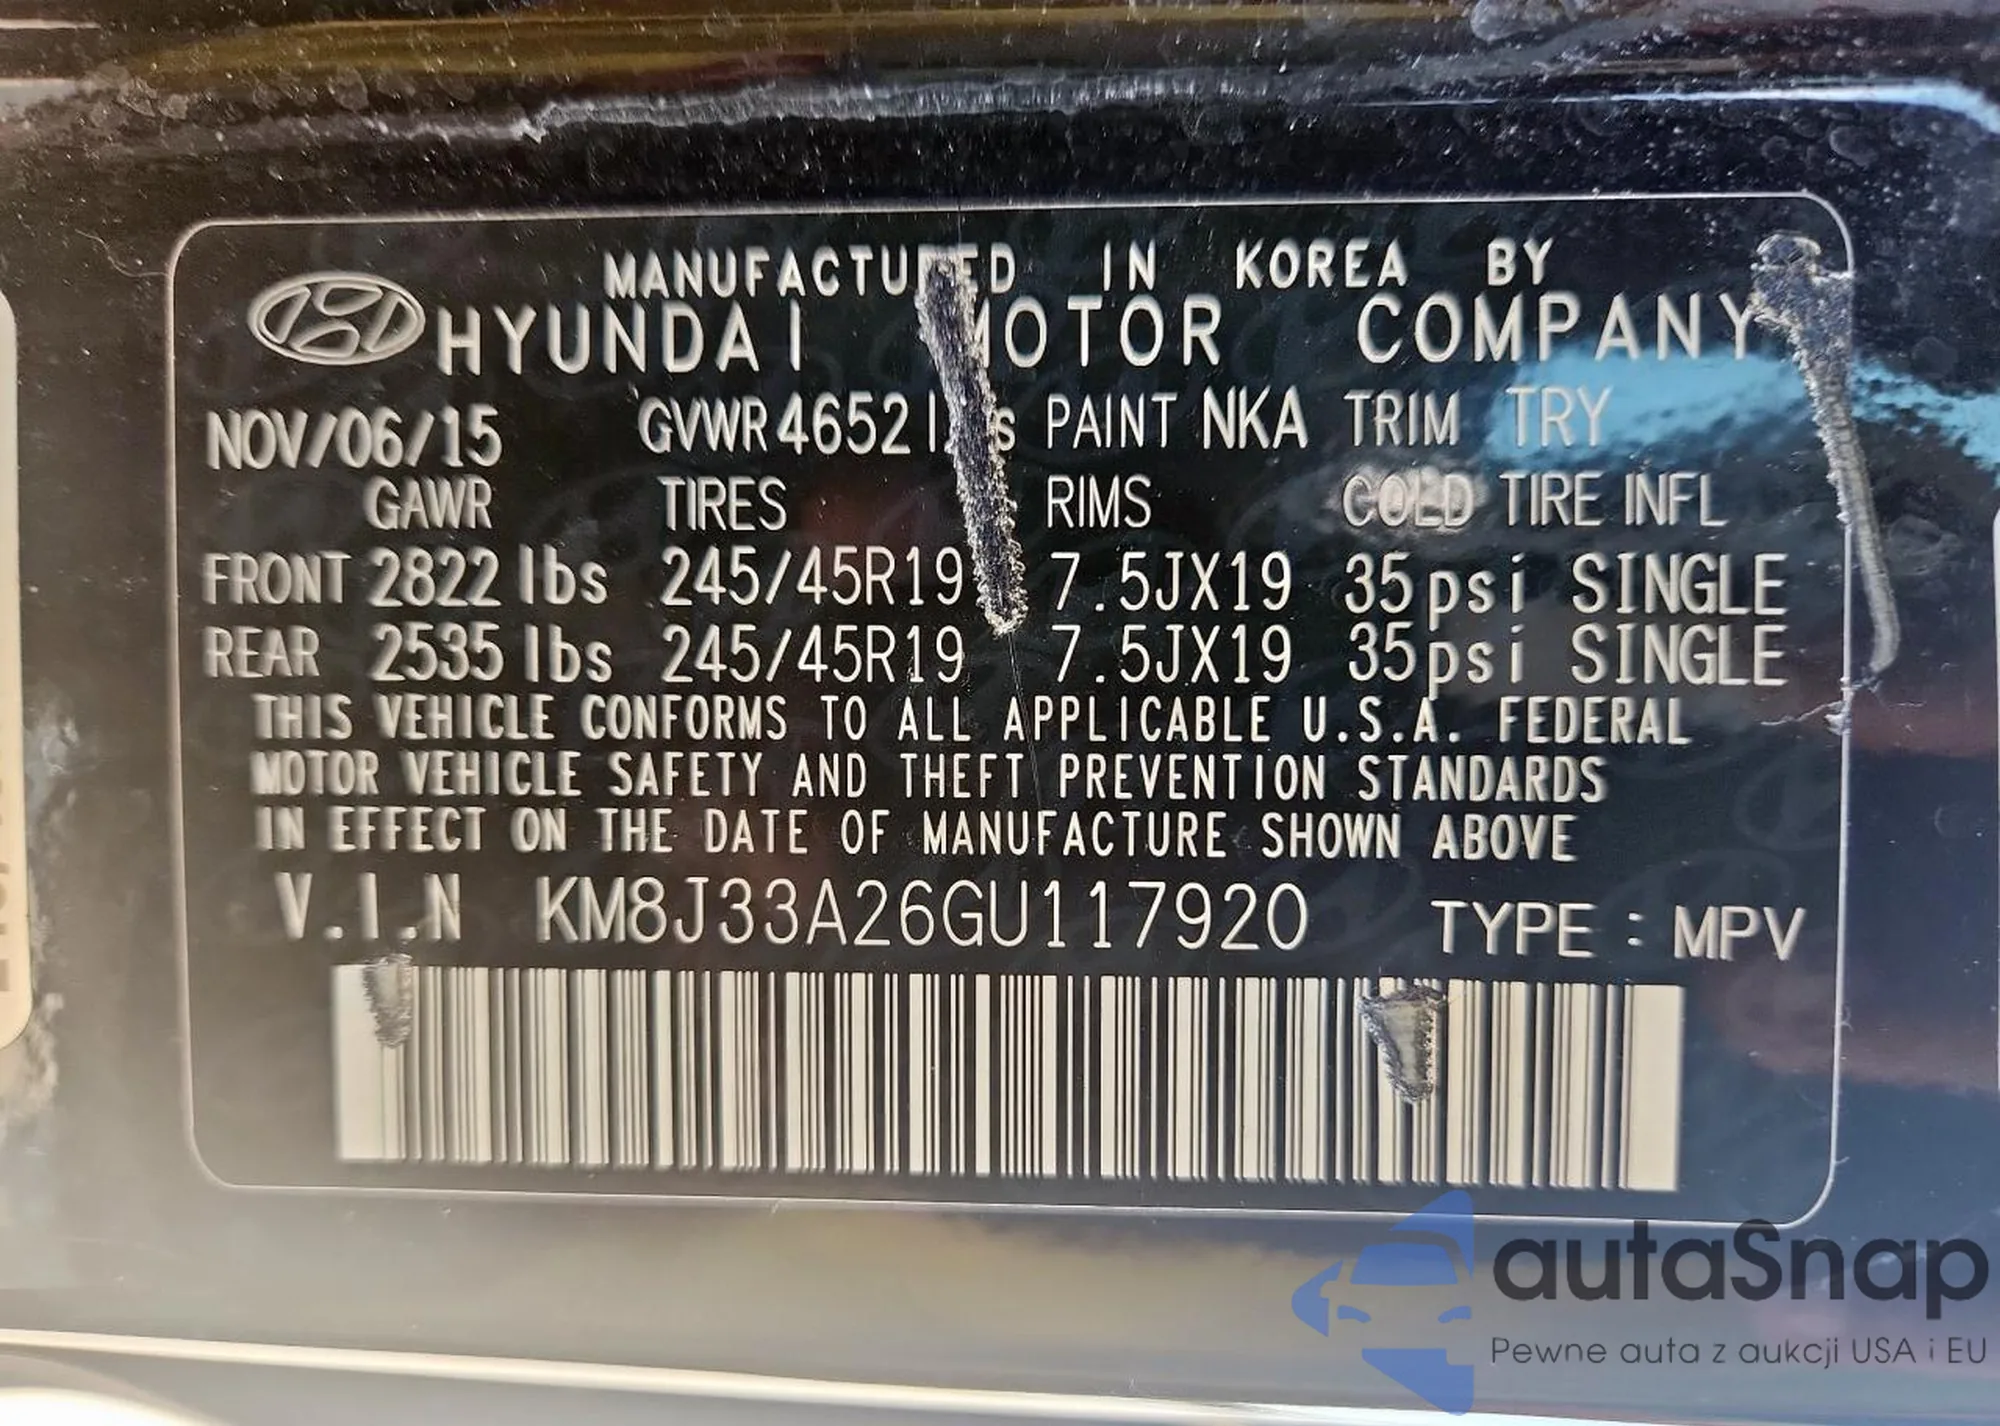 MANUFACTURED IN KOREA BY
HYUNDAI MOTOR COMPANY
NOV/06/15 GVWR 4652 lbs PAINT NKA TRIM TRY
GAWR TIRES RIMS COLD TIRE INFL
FRONT 2822 lbs 245/45R19 7.5JX19 35psi SINGLE
REAR 2535 lbs 245/45R19 7.5JX19 35psi SINGLE
THIS VEHICLE CONFORMS TO ALL APPLICABLE U.S.A. FEDERAL
MOTOR VEHICLE SAFETY AND THEFT PREVENTION STANDARDS
IN EFFECT ON THE DATE OF MANUFACTURE SHOWN ABOVE
V.I.N KM8J33A26GU117920 TYPE : MPV
autaSnap
Pewne auta z aukcji USA i EU